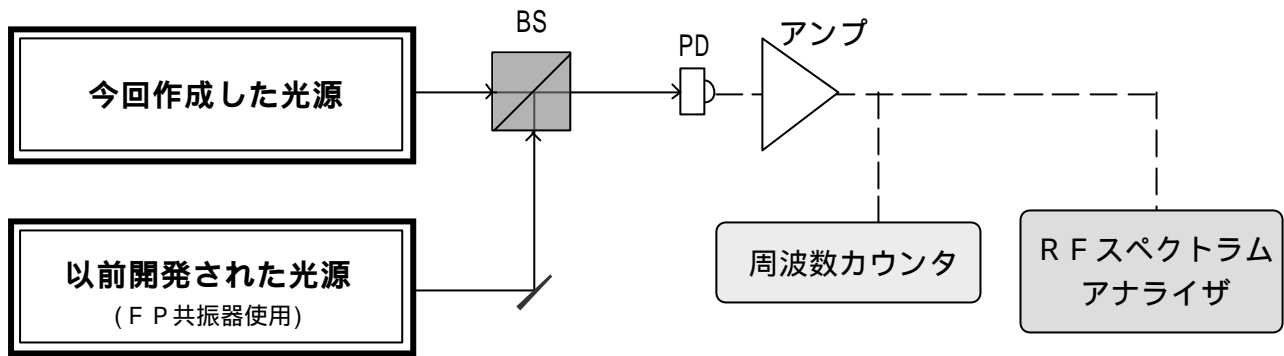 BS
PD
アンプ
今回作成した光源
以前開発された光源
(ＦＰ共振器使用)
周波数カウンタ
ＲＦスペクトラム
アナライザ